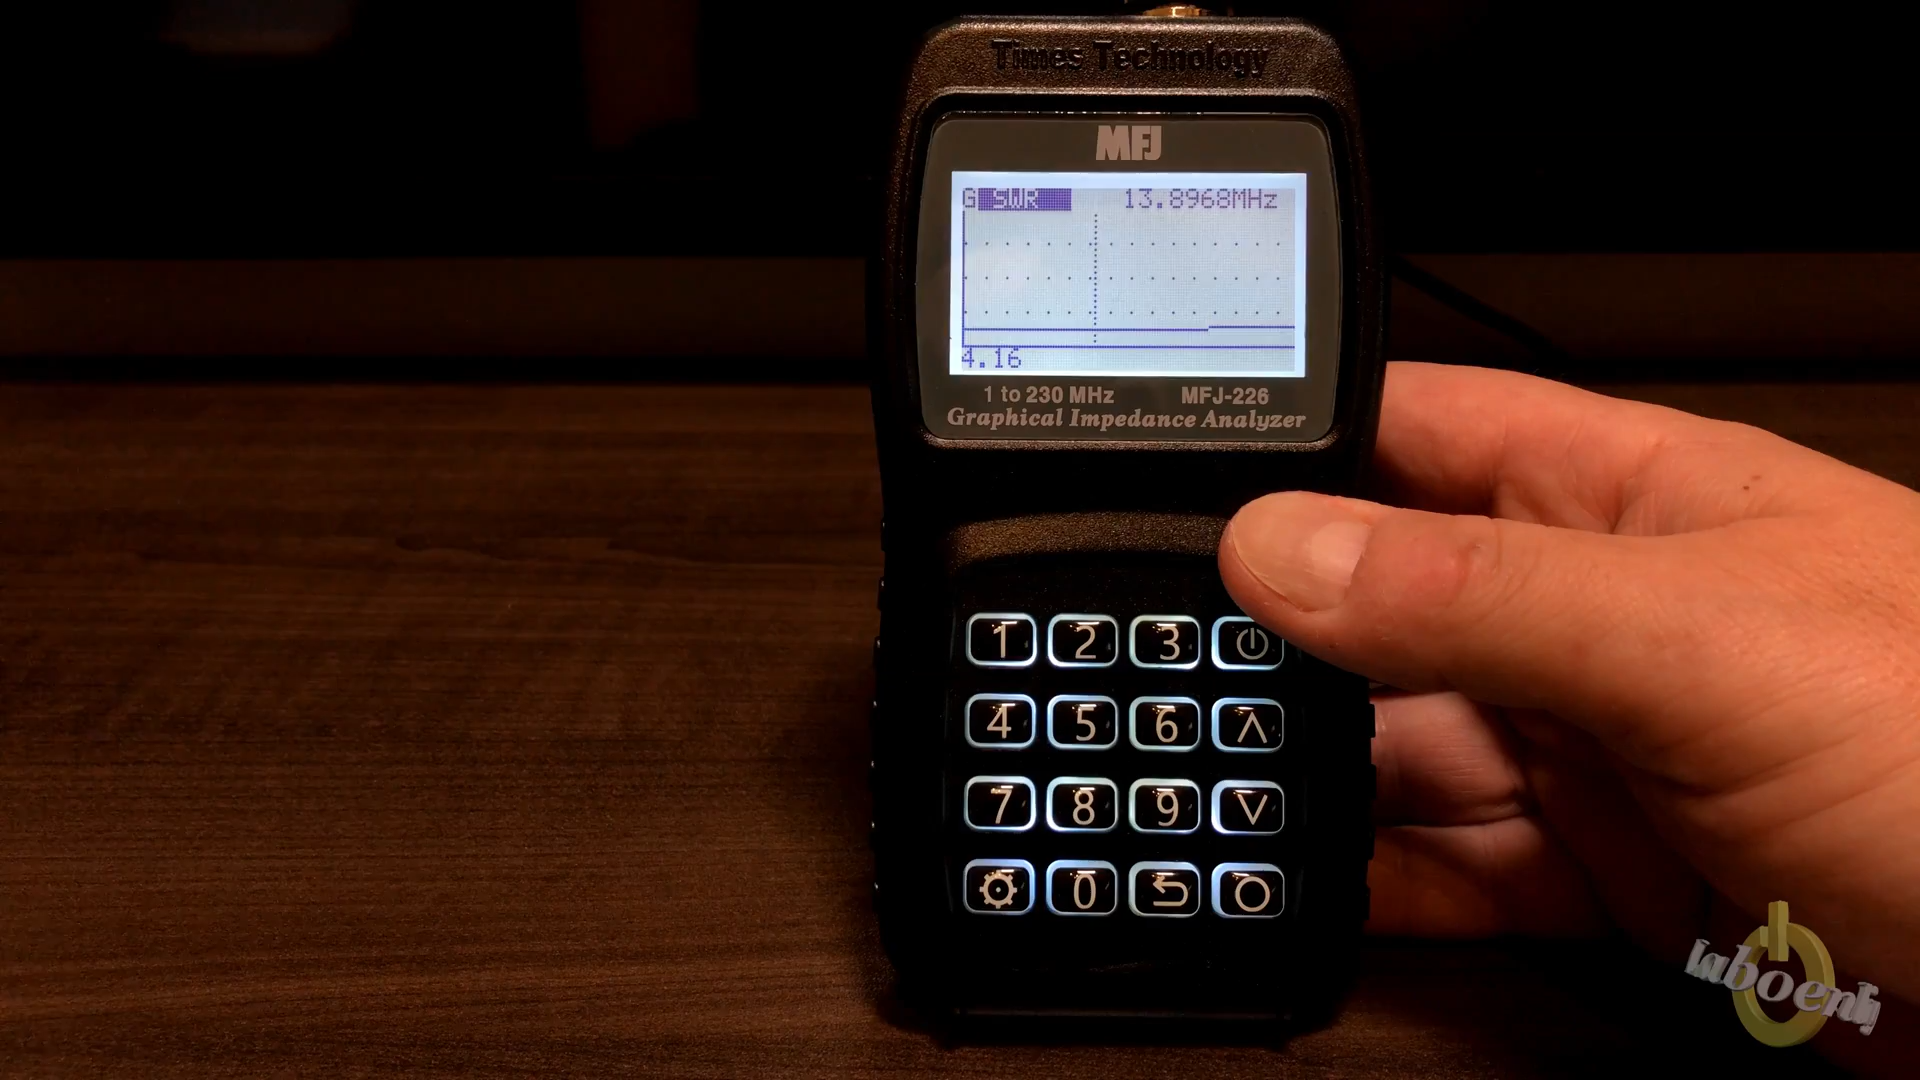 Times Technology
MFJ
G SWR 13.8968MHz
4.16
1 to 230 MHz MFJ-226
Graphical Impedance Analyzer
1 2 3
4 5 6
7 8 9
0